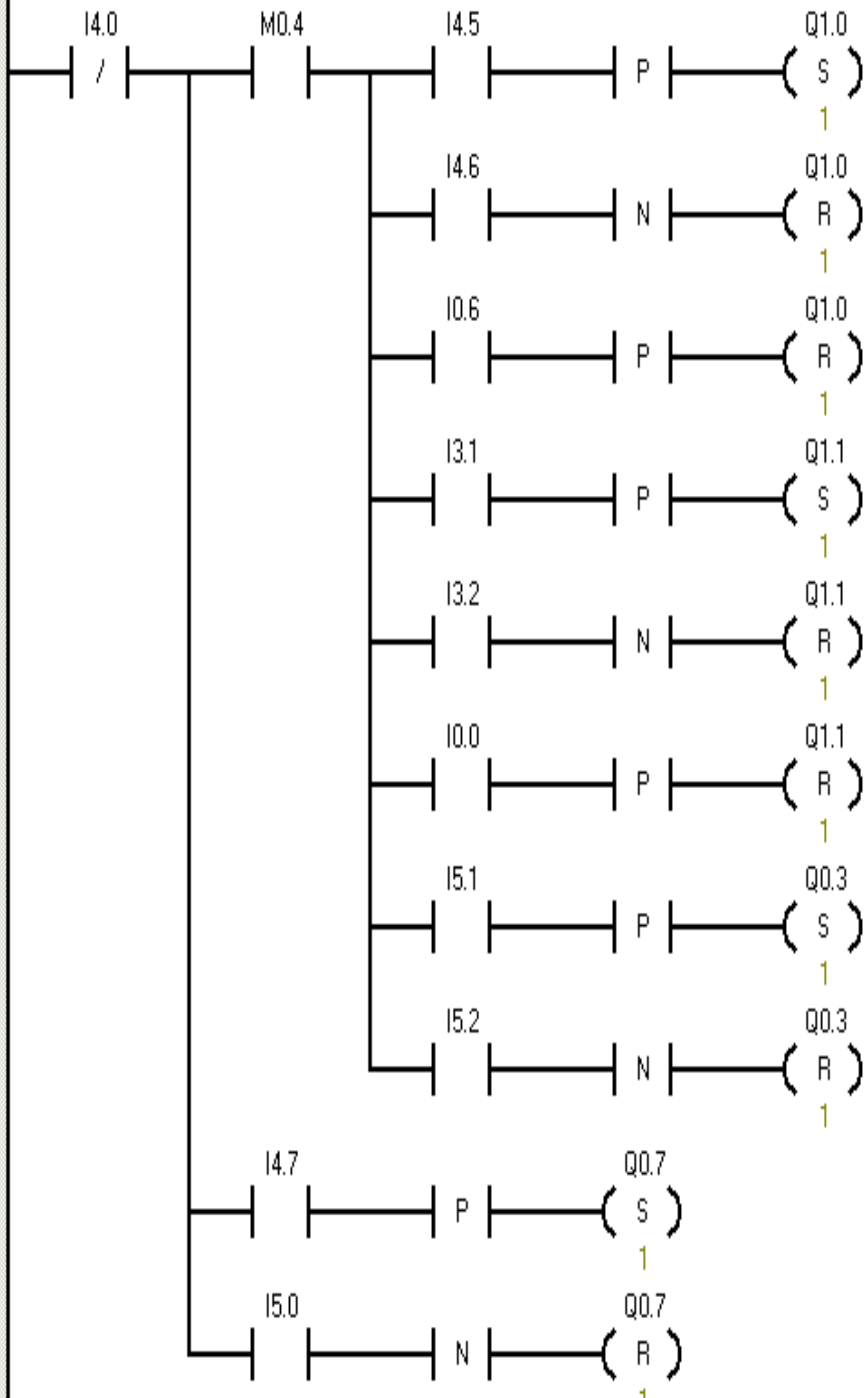 I4.0 M0.4 I4.5 Q1.0
/ P S
1
I4.6 Q1.0
N R
1
I0.6 Q1.0
P R
1
I3.1 Q1.1
P S
1
I3.2 Q1.1
N R
1
I0.0 Q1.1
P R
1
I5.1 Q0.3
P S
1
I5.2 Q0.3
N R
1
I4.7 Q0.7
P S
1
I5.0 Q0.7
N R
1